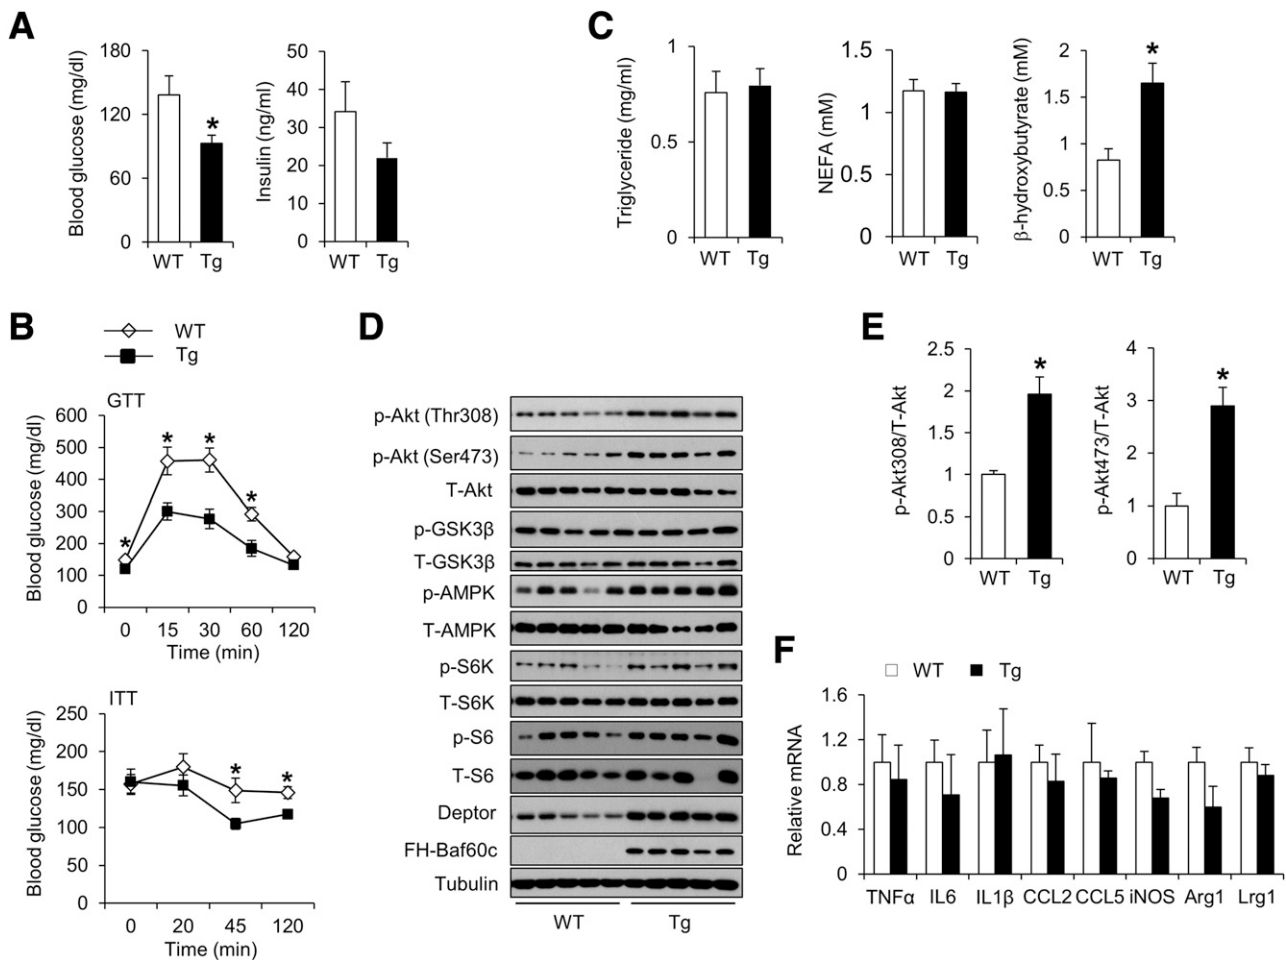 A
Blood glucose (mg/dl)
180
120
60
0
*
WT Tg
Insulin (ng/ml)
50
40
30
20
10
0
WT Tg
C
Triglyceride (mg/ml)
1
0.5
0
WT Tg
NEFA (mM)
1.5
1
0.5
0
WT Tg
β-hydroxybutyrate (mM)
2
1.5
1
0.5
0
*
WT Tg
B
WT
Tg
GTT
Blood glucose (mg/dl)
600
500
400
300
200
100
0
* * * *
0 15 30 60 120
Time (min)
ITT
Blood glucose (mg/dl)
250
200
150
100
50
0
* *
0 20 45 120
Time (min)
D
p-Akt (Thr308)
p-Akt (Ser473)
T-Akt
p-GSK3β
T-GSK3β
p-AMPK
T-AMPK
p-S6K
T-S6K
p-S6
T-S6
Deptor
FH-Baf60c
Tubulin
WT Tg
E
p-Akt308/T-Akt
2.5
2
1.5
1
0.5
0
*
WT Tg
p-Akt473/T-Akt
4
3
2
1
0
*
WT Tg
F
WT Tg
Relative mRNA
1.6
1.2
0.8
0.4
0
TNFα IL6 IL1β CCL2 CCL5 iNOS Arg1 Lrg1